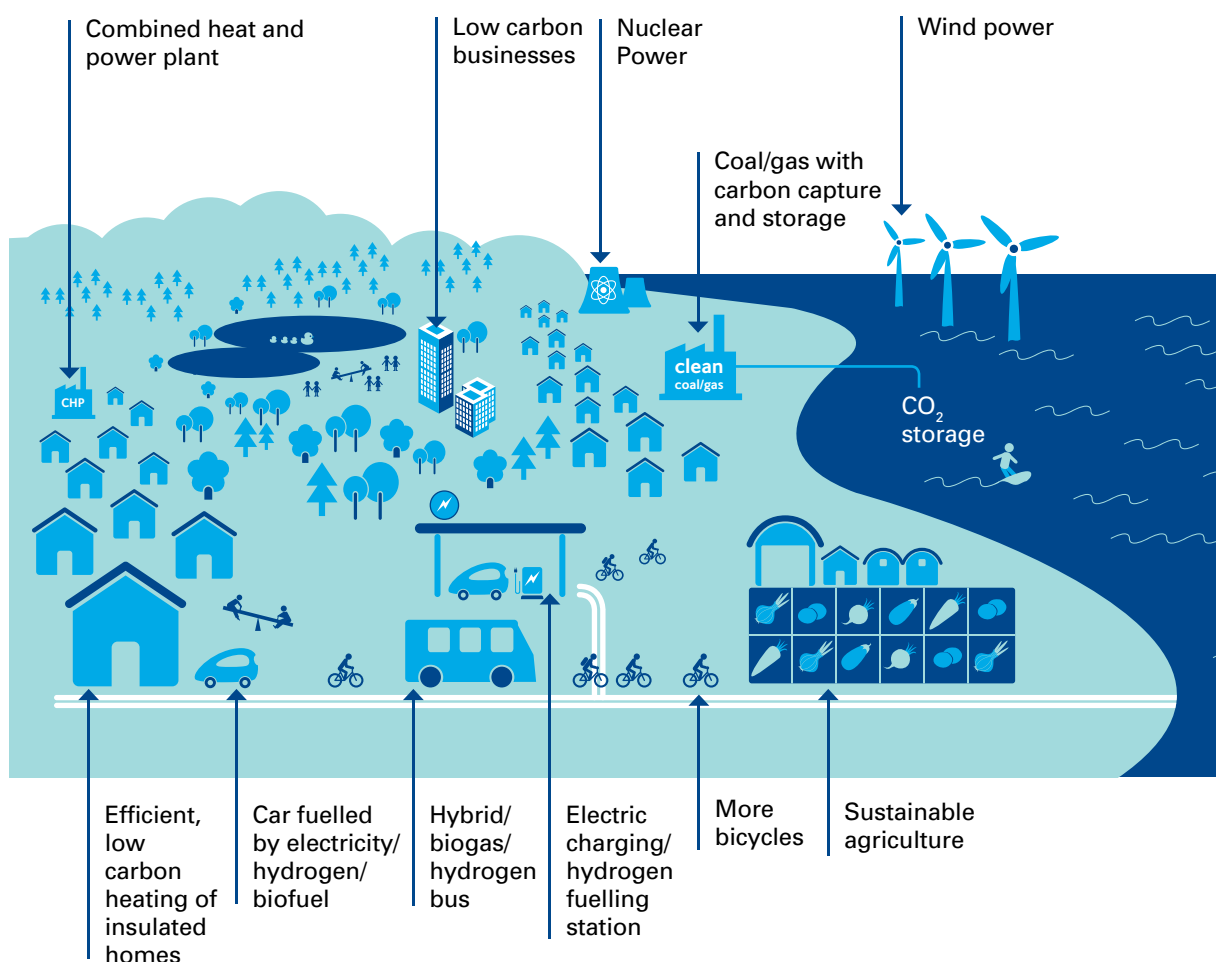 Combined heat and
power plant
Low carbon
businesses
Nuclear
Power
Wind power
Coal/gas with
carbon capture
and storage
CHP
clean
coal/gas
CO₂
storage
Efficient,
low
carbon
heating of
insulated
homes
Car fuelled
by electricity/
hydrogen/
biofuel
Hybrid/
biogas/
hydrogen
bus
Electric
charging/
hydrogen
fuelling
station
More
bicycles
Sustainable
agriculture